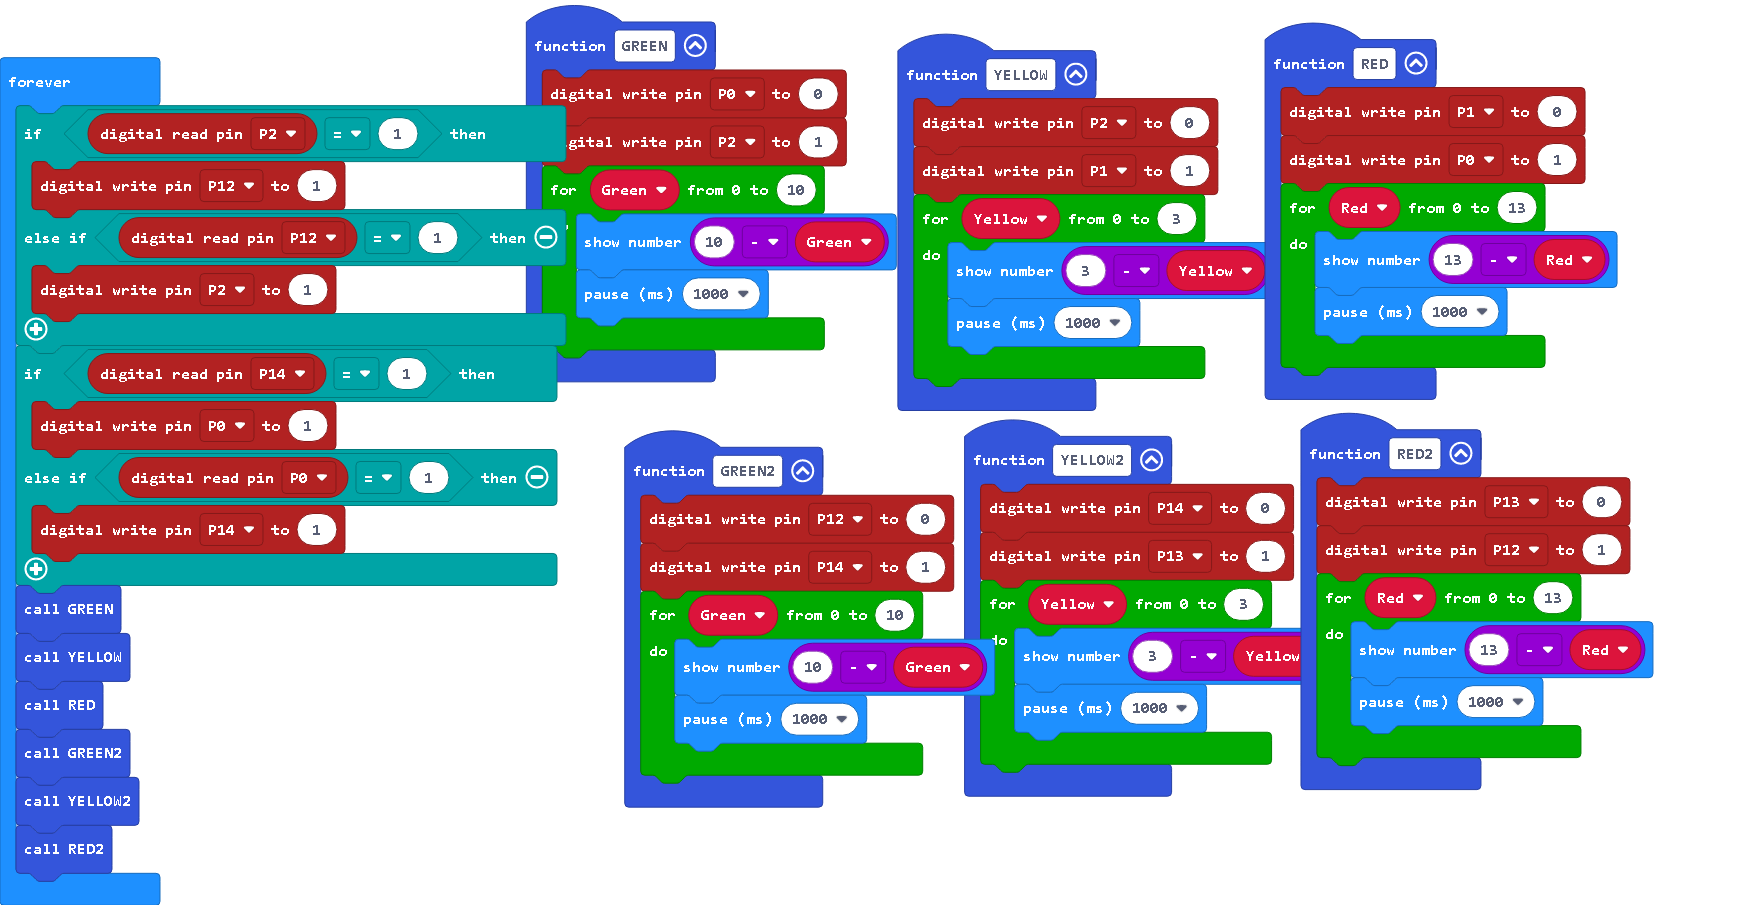 forever
if digital read pin P2 = 1 then
digital write pin P12 to 1
else if digital read pin P12 = 1 then
digital write pin P2 to 1
if digital read pin P14 = 1 then
digital write pin P0 to 1
else if digital read pin P0 = 1 then
digital write pin P14 to 1
call GREEN
call YELLOW
call RED
call GREEN2
call YELLOW2
call RED2
function GREEN
digital write pin P0 to 0
digital write pin P2 to 1
for Green from 0 to 10
show number 10 - Green
pause (ms) 1000
function YELLOW
digital write pin P2 to 0
digital write pin P1 to 1
for Yellow from 0 to 3
do
show number 3 - Yellow
pause (ms) 1000
function RED
digital write pin P1 to 0
digital write pin P0 to 1
for Red from 0 to 13
do
show number 13 - Red
pause (ms) 1000
function GREEN2
digital write pin P12 to 0
digital write pin P14 to 1
for Green from 0 to 10
do
show number 10 - Green
pause (ms) 1000
function YELLOW2
digital write pin P14 to 0
digital write pin P13 to 1
for Yellow from 0 to 3
do
show number 3 - Yellow
pause (ms) 1000
function RED2
digital write pin P13 to 0
digital write pin P12 to 1
for Red from 0 to 13
do
show number 13 - Red
pause (ms) 1000